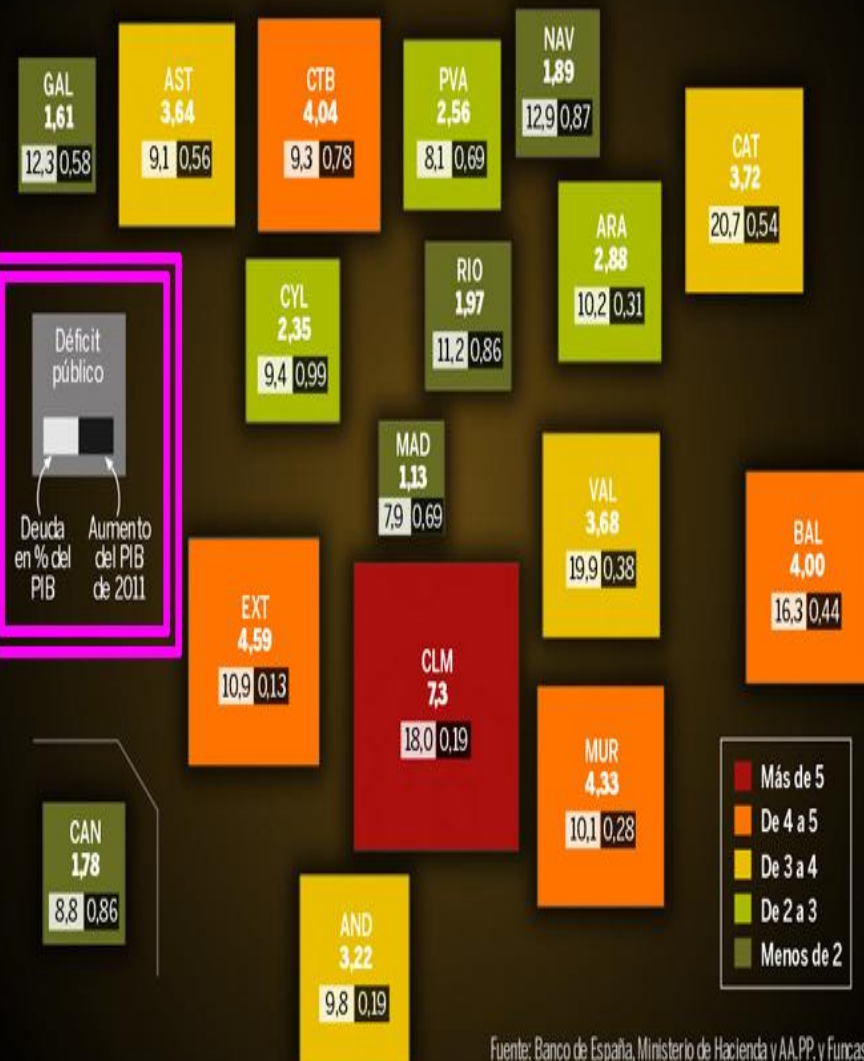 NAV
1,89
12,9 0,87
GAL
1,61
12,3 0,58
AST
3,64
9,1 0,56
CTB
4,04
9,3 0,78
PVA
2,56
8,1 0,69
CAT
3,72
20,7 0,54
ARA
2,88
10,2 0,31
RIO
1,97
11,2 0,86
CYL
2,35
9,4 0,99
Déficit
público
Deuda
en % del
PIB
Aumento
del PIB
de 2011
MAD
1,13
7,9 0,69
VAL
3,68
19,9 0,38
BAL
4,00
16,3 0,44
EXT
4,59
10,9 0,13
CLM
7,3
18,0 0,19
MUR
4,33
10,1 0,28
CAN
1,78
8,8 0,86
AND
3,22
9,8 0,19
Más de 5
De 4 a 5
De 3 a 4
De 2 a 3
Menos de 2
Fuente: Banco de España, Ministerio de Hacienda y AA.PP. y Funcas